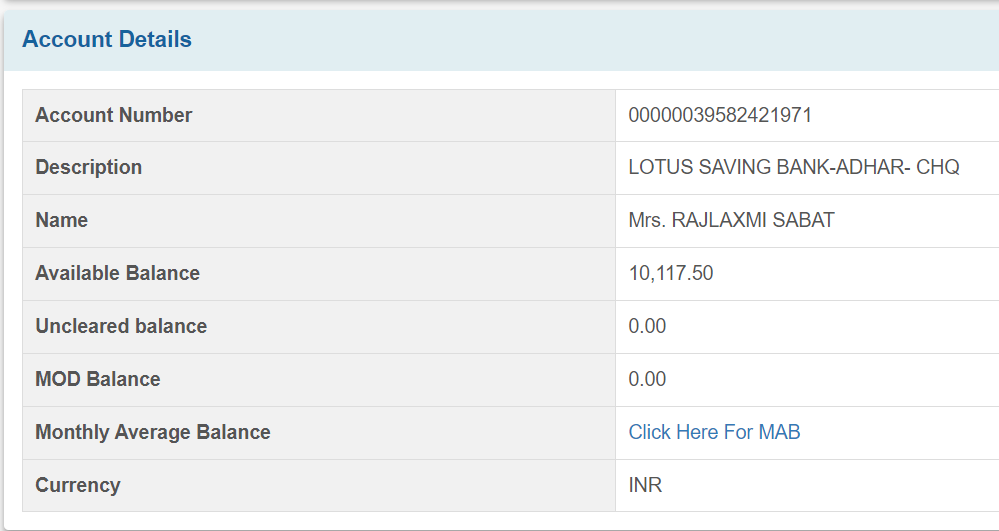 Account Details
Account Number 00000039582421971
Description LOTUS SAVING BANK-ADHAR- CHQ
Name Mrs. RAJLAXMI SABAT
Available Balance 10,117.50
Uncleared balance 0.00
MOD Balance 0.00
Monthly Average Balance Click Here For MAB
Currency INR